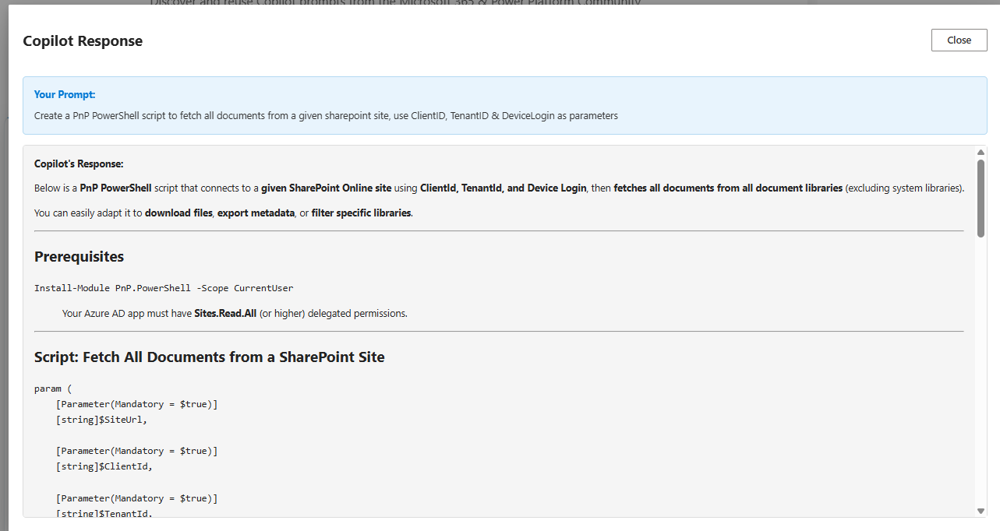 Discover and reuse Copilot prompts from the Microsoft 365 & Power Platform Community
Copilot Response
Close
Your Prompt:
Create a PnP PowerShell script to fetch all documents from a given sharepoint site, use ClientID, TenantID & DeviceLogin as parameters
Copilot's Response:
Below is a PnP PowerShell script that connects to a given SharePoint Online site using ClientId, TenantId, and Device Login, then fetches all documents from all document libraries (excluding system libraries).
You can easily adapt it to download files, export metadata, or filter specific libraries.
Prerequisites
Install-Module PnP.PowerShell -Scope CurrentUser
Your Azure AD app must have Sites.Read.All (or higher) delegated permissions.
Script: Fetch All Documents from a SharePoint Site
param (
[Parameter(Mandatory = $true)]
[string]$SiteUrl,
[Parameter(Mandatory = $true)]
[string]$ClientId,
[Parameter(Mandatory = $true)]
[string]$TenantId,